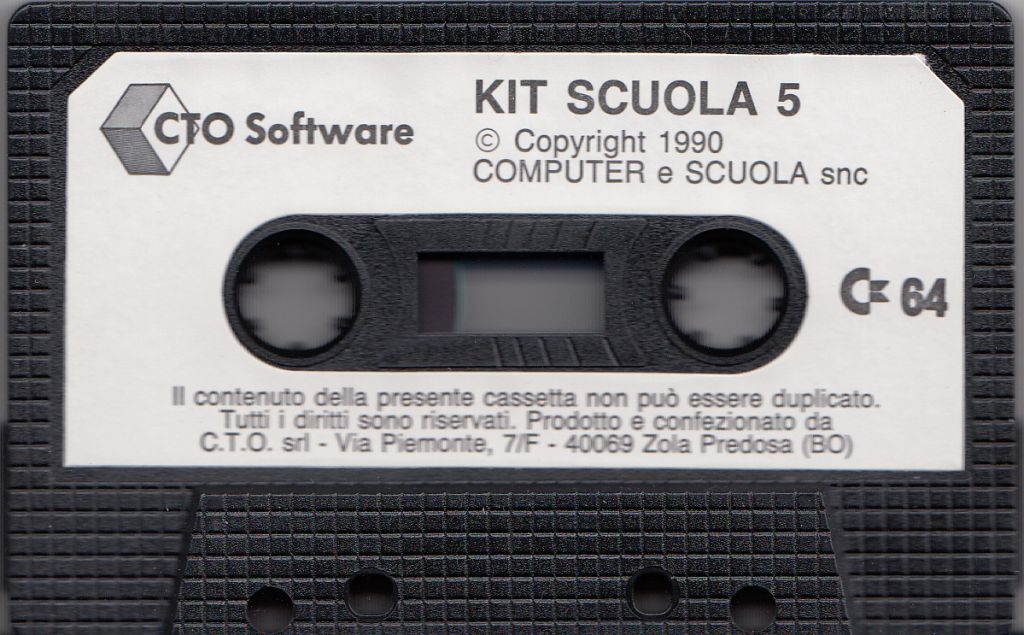 CTO Software
KIT SCUOLA 5
© Copyright 1990
COMPUTER e SCUOLA snc
64
Il contenuto della presente cassetta non può essere duplicato.
Tutti i diritti sono riservati. Prodotto e confezionato da
C.T.O. srl - Via Piemonte, 7/F - 40069 Zola Predosa (BO)